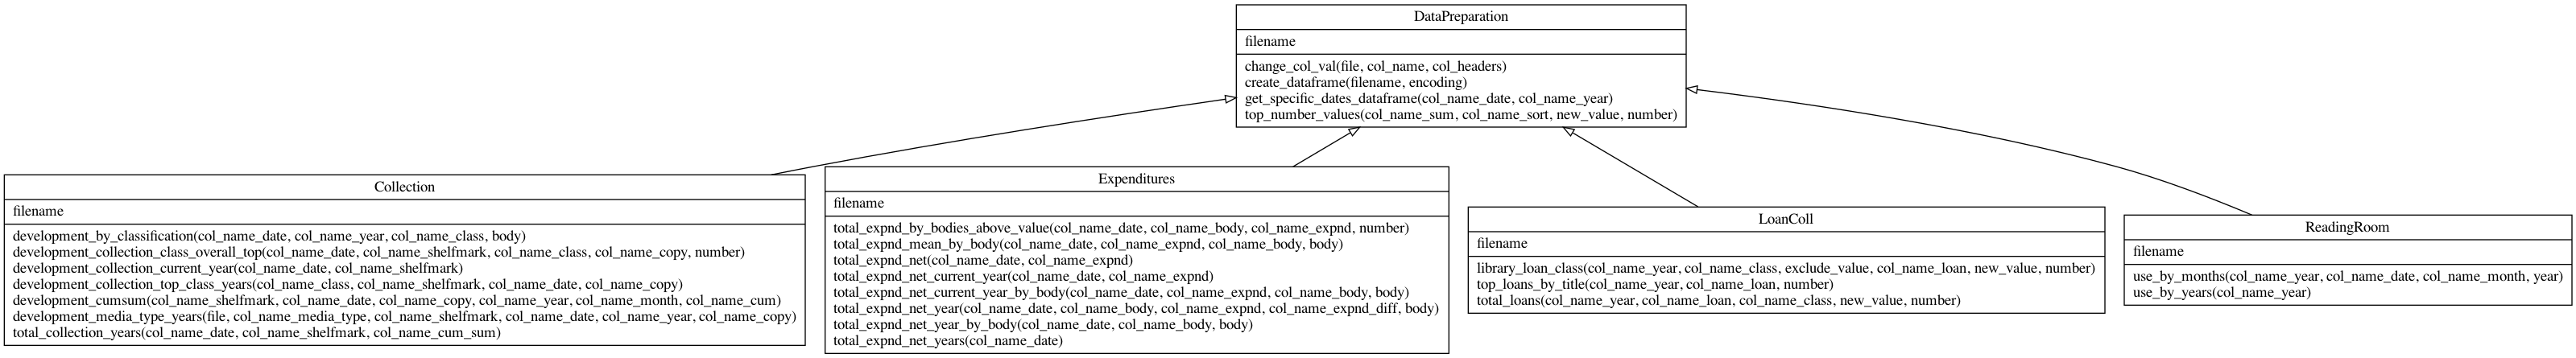 DataPreparation
filename
change_col_val(file, col_name, col_headers)
create_dataframe(filename, encoding)
get_specific_dates_dataframe(col_name_date, col_name_year)
top_number_values(col_name_sum, col_name_sort, new_value, number)
Collection
filename
development_by_classification(col_name_date, col_name_year, col_name_class, body)
development_collection_class_overall_top(col_name_date, col_name_shelfmark, col_name_class, col_name_copy, number)
development_collection_current_year(col_name_date, col_name_shelfmark)
development_collection_top_class_years(col_name_class, col_name_shelfmark, col_name_date, col_name_copy)
development_cumsum(col_name_shelfmark, col_name_date, col_name_copy, col_name_year, col_name_month, col_name_cum)
development_media_type_years(file, col_name_media_type, col_name_shelfmark, col_name_date, col_name_year, col_name_copy)
total_collection_years(col_name_date, col_name_shelfmark, col_name_cum_sum)
Expenditures
filename
total_expnd_by_bodies_above_value(col_name_date, col_name_body, col_name_expnd, number)
total_expnd_mean_by_body(col_name_date, col_name_expnd, col_name_body, body)
total_expnd_net(col_name_date, col_name_expnd)
total_expnd_net_current_year(col_name_date, col_name_expnd)
total_expnd_net_current_year_by_body(col_name_date, col_name_expnd, col_name_body, body)
total_expnd_net_year(col_name_date, col_name_body, col_name_expnd, col_name_expnd_diff, body)
total_expnd_net_year_by_body(col_name_date, col_name_body, body)
total_expnd_net_years(col_name_date)
LoanColl
filename
library_loan_class(col_name_year, col_name_class, exclude_value, col_name_loan, new_value, number)
top_loans_by_title(col_name_year, col_name_loan, number)
total_loans(col_name_year, col_name_loan, col_name_class, new_value, number)
ReadingRoom
filename
use_by_months(col_name_year, col_name_date, col_name_month, year)
use_by_years(col_name_year)